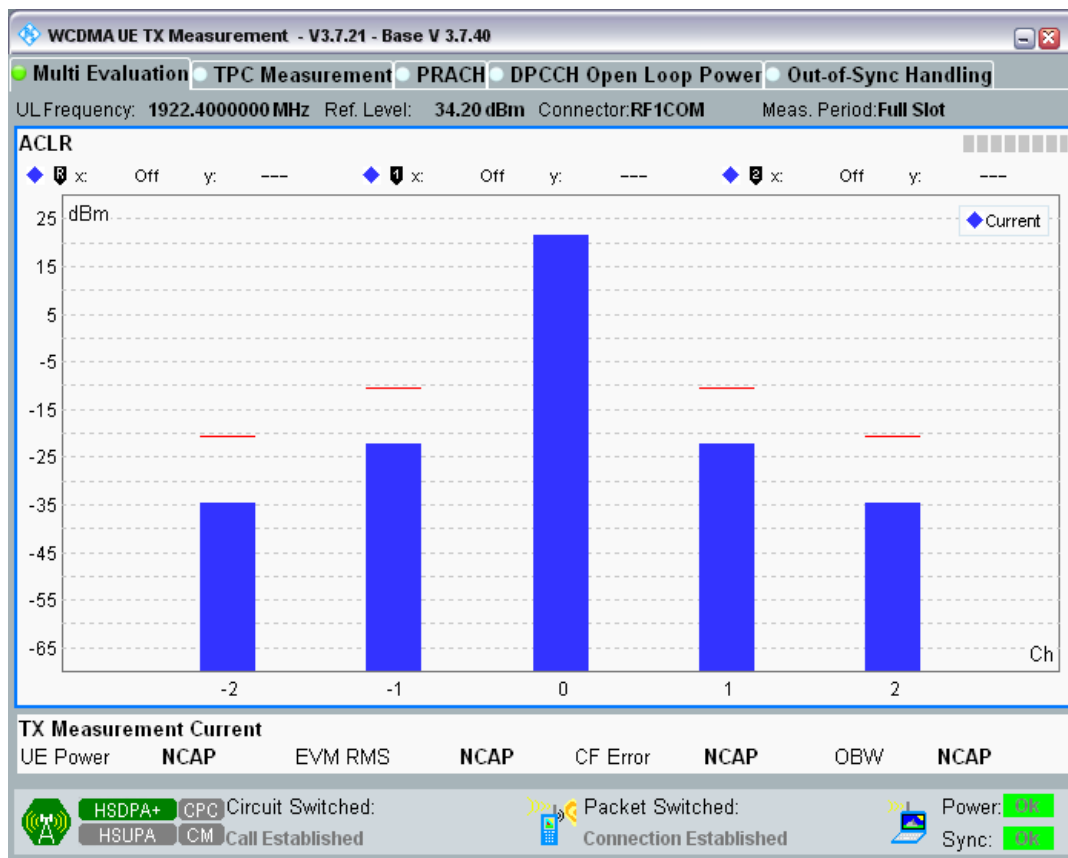 WCDMA UE TX Measurement - V3.7.21 - Base V 3.7.40
Multi Evaluation TPC Measurement PRACH DPCCH Open Loop Power Out-of-Sync Handling
UL Frequency: 1922.4000000 MHz Ref. Level: 34.20 dBm Connector:RF1COM Meas. Period:Full Slot
ACLR
R x: Off y: --- 1 x: Off y: --- 2 x: Off y: ---
dBm
Current
25
15
5
-5
-15
-25
-35
-45
-55
-65
Ch
-2 -1 0 1 2
TX Measurement Current
UE Power NCAP EVM RMS NCAP CF Error NCAP OBW NCAP
HSDPA+ CPC Circuit Switched: Packet Switched: Power: OK
HSUPA CM Call Established Connection Established Sync: OK